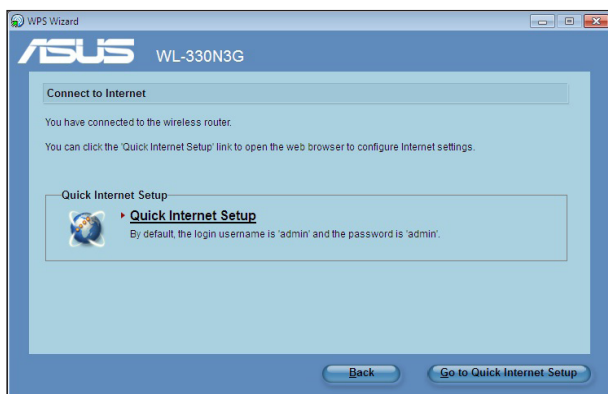 WPS Wizard
ASUS WL-330N3G
Connect to Internet
You have connected to the wireless router.
You can click the 'Quick Internet Setup' link to open the web browser to configure Internet settings.
Quick Internet Setup
Quick Internet Setup
By default, the login username is 'admin' and the password is 'admin'.
Back Go to Quick Internet Setup